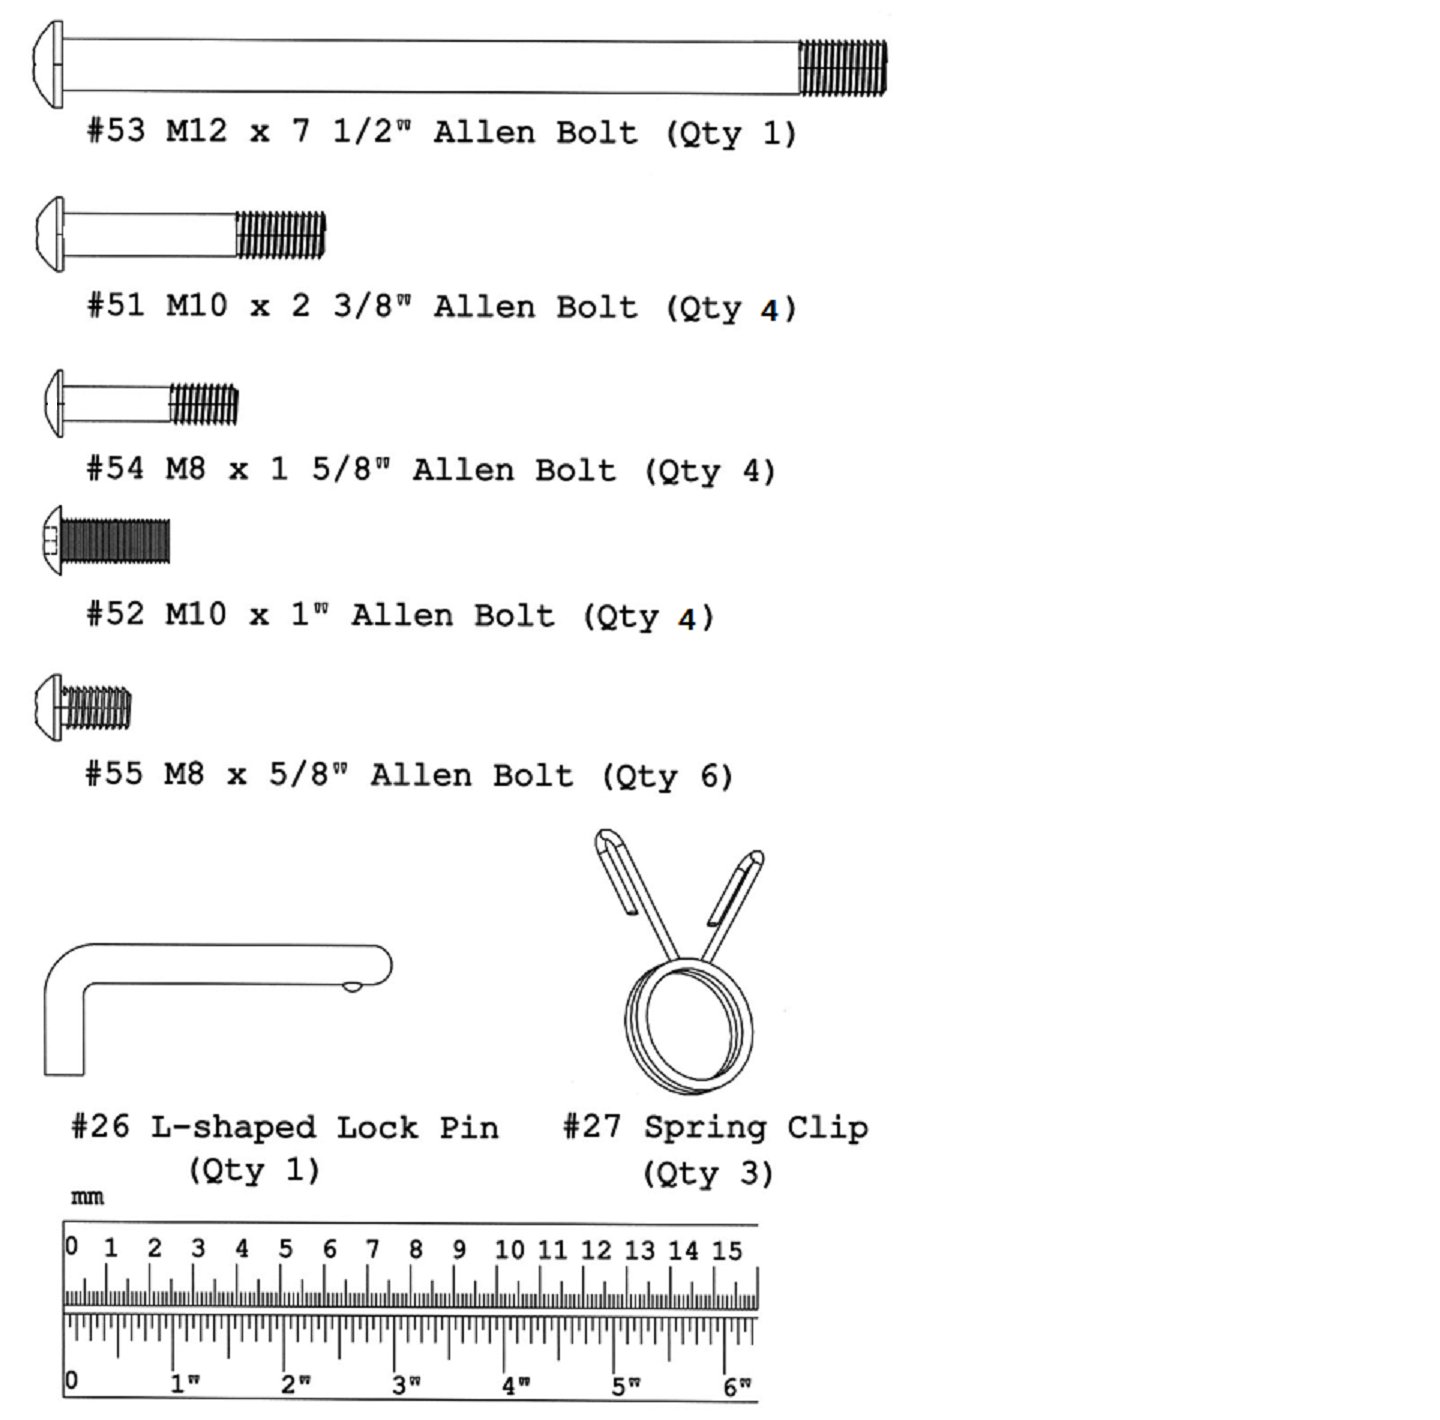 #53 M12 x 7 1/2" Allen Bolt (Qty 1)
#51 M10 x 2 3/8" Allen Bolt (Qty 4)
#54 M8 x 1 5/8" Allen Bolt (Qty 4)
#52 M10 x 1" Allen Bolt (Qty 4)
#55 M8 x 5/8" Allen Bolt (Qty 6)
#26 L-shaped Lock Pin
(Qty 1)
#27 Spring Clip
(Qty 3)
mm
0 1 2 3 4 5 6 7 8 9 10 11 12 13 14 15
0 1" 2" 3" 4" 5" 6"